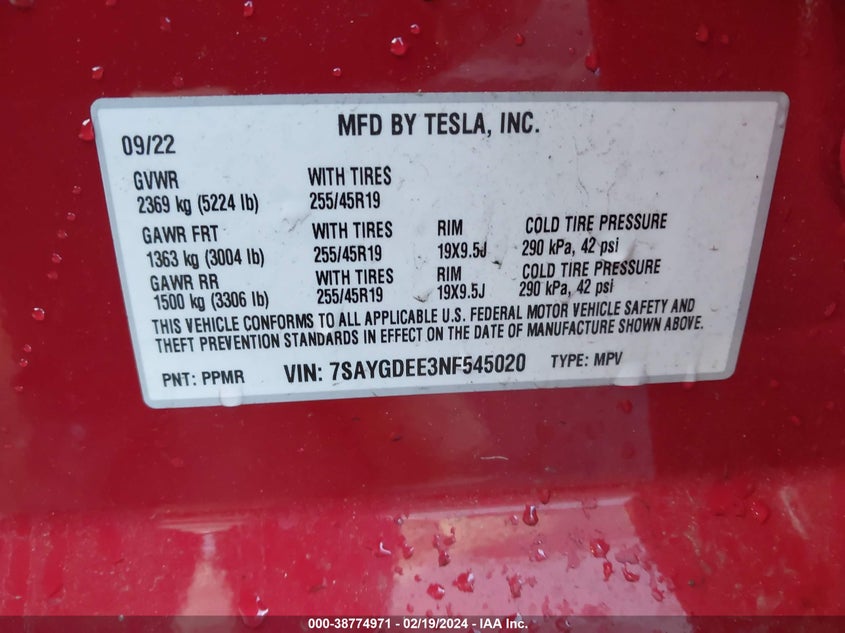 MFD BY TESLA, INC.
09/22
GVWR WITH TIRES
2369 kg (5224 lb) 255/45R19
GAWR FRT WITH TIRES RIM COLD TIRE PRESSURE
1363 kg (3004 lb) 255/45R19 19X9.5J 290 kPa, 42 psi
GAWR RR WITH TIRES RIM COLD TIRE PRESSURE
1500 kg (3306 lb) 255/45R19 19X9.5J 290 kPa, 42 psi
THIS VEHICLE CONFORMS TO ALL APPLICABLE U.S. FEDERAL MOTOR VEHICLE SAFETY AND
THEFT PREVENTION STANDARDS IN EFFECT ON THE DATE OF MANUFACTURE SHOWN ABOVE.
PNT: PPMR VIN: 7SAYGDEE3NF545020 TYPE: MPV
000-38774971 - 02/19/2024 - IAA Inc.